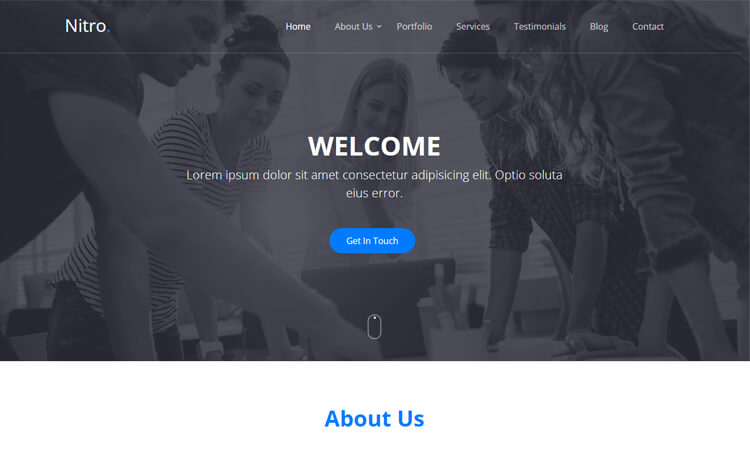 Nitro.
Home About Us Portfolio Services Testimonials Blog Contact
WELCOME
Lorem ipsum dolor sit amet consectetur adipisicing elit. Optio soluta
eius error.
Get In Touch
About Us